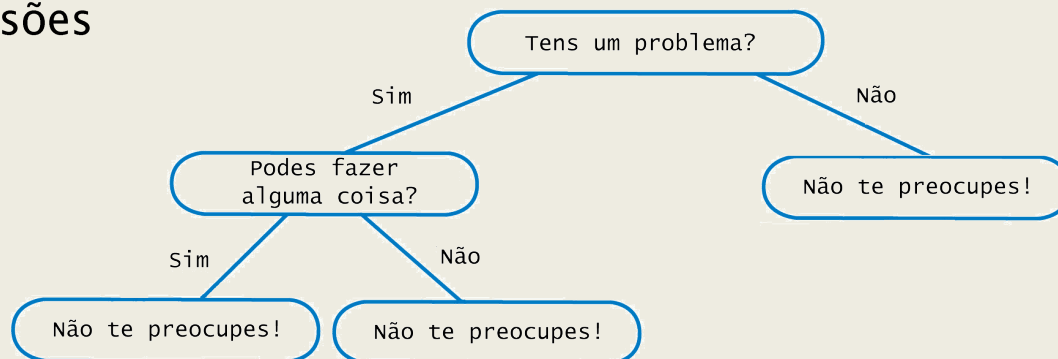 sões
Tens um problema?
Sim
Não
Podes fazer
alguma coisa?
Não te preocupes!
Sim
Não
Não te preocupes!
Não te preocupes!